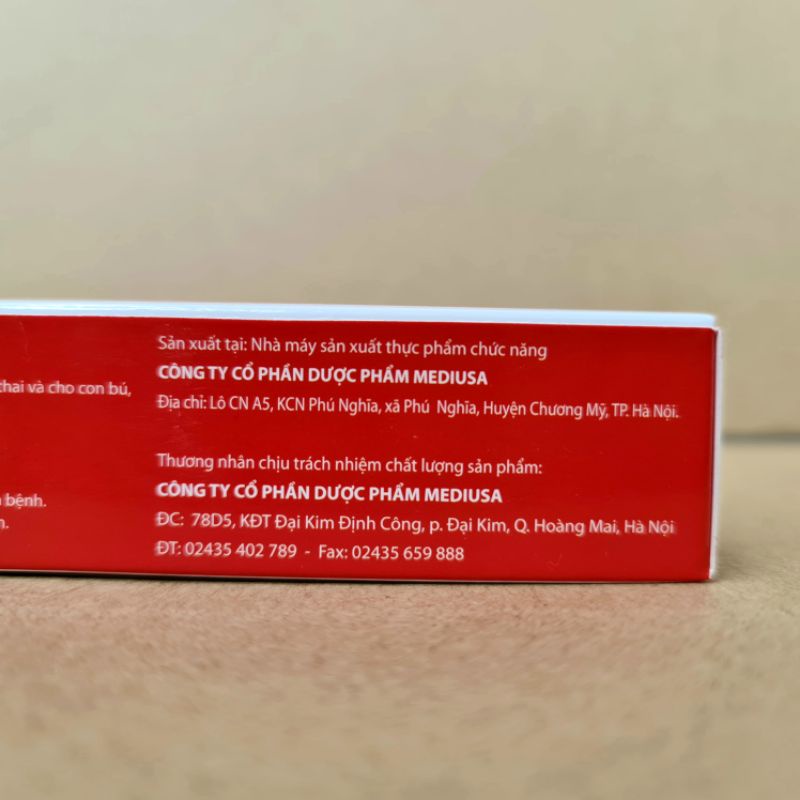 thai và cho con bú,
bệnh.
Sản xuất tại: Nhà máy sản xuất thực phẩm chức năng
CÔNG TY CỔ PHẦN DƯỢC PHẨM MEDIUSA
Địa chỉ: Lô CN A5, KCN Phú Nghĩa, xã Phú Nghĩa, Huyện Chương Mỹ, TP. Hà Nội.
Thương nhân chịu trách nhiệm chất lượng sản phẩm:
CÔNG TY CỔ PHẦN DƯỢC PHẨM MEDIUSA
ĐC: 78D5, KĐT Đại Kim Định Công, p. Đại Kim, Q. Hoàng Mai, Hà Nội
ĐT: 02435 402 789 - Fax: 02435 659 888